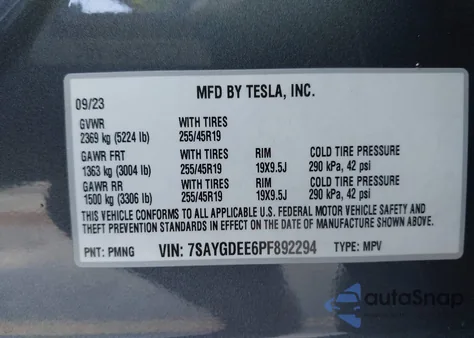 MFD BY TESLA, INC.
09/23
GVWR WITH TIRES
2369 kg (5224 lb) 255/45R19
GAWR FRT WITH TIRES RIM COLD TIRE PRESSURE
1363 kg (3004 lb) 255/45R19 19X9.5J 290 kPa, 42 psi
GAWR RR WITH TIRES RIM COLD TIRE PRESSURE
1500 kg (3306 lb) 255/45R19 19X9.5J 290 kPa, 42 psi
THIS VEHICLE CONFORMS TO ALL APPLICABLE U.S. FEDERAL MOTOR VEHICLE SAFETY AND
THEFT PREVENTION STANDARDS IN EFFECT ON THE DATE OF MANUFACTURE SHOWN ABOVE.
PNT: PMNG VIN: 7SAYGDEE6PF892294 TYPE: MPV
autoSnap